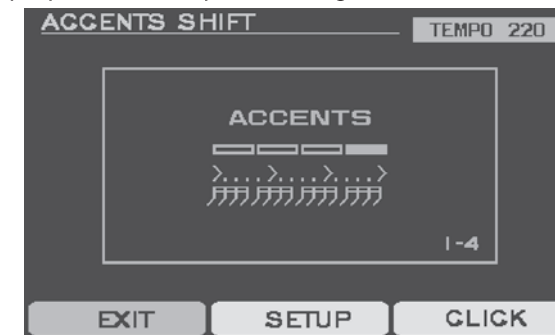 ACCENTS SHIFT
TEMPO 220
ACCENTS
>....>....>....>
1-4
EXIT
SETUP
CLICK